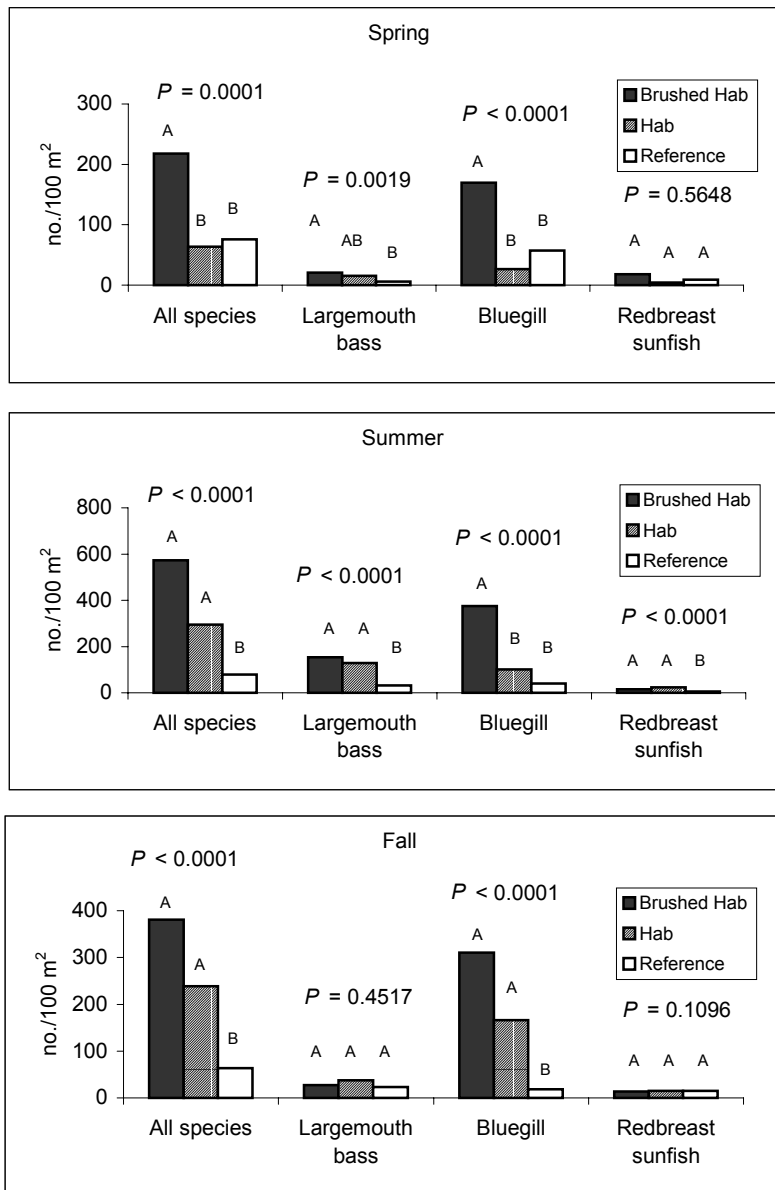 Spring
P = 0.0001
P < 0.0001
P = 0.0019
P = 0.5648
Brushed Hab
Hab
Reference
no./100 m²
300
200
100
0
A B B
A AB B
A B B
A A A
All species
Largemouth bass
Bluegill
Redbreast sunfish
Summer
P < 0.0001
P < 0.0001
P < 0.0001
P < 0.0001
Brushed Hab
Hab
Reference
no./100 m²
800
600
400
200
0
A A B
A A B
A B B
A A B
All species
Largemouth bass
Bluegill
Redbreast sunfish
Fall
P < 0.0001
P < 0.0001
P = 0.4517
P = 0.1096
Brushed Hab
Hab
Reference
no./100 m²
400
300
200
100
0
A A B
A A A
A A B
A A A
All species
Largemouth bass
Bluegill
Redbreast sunfish